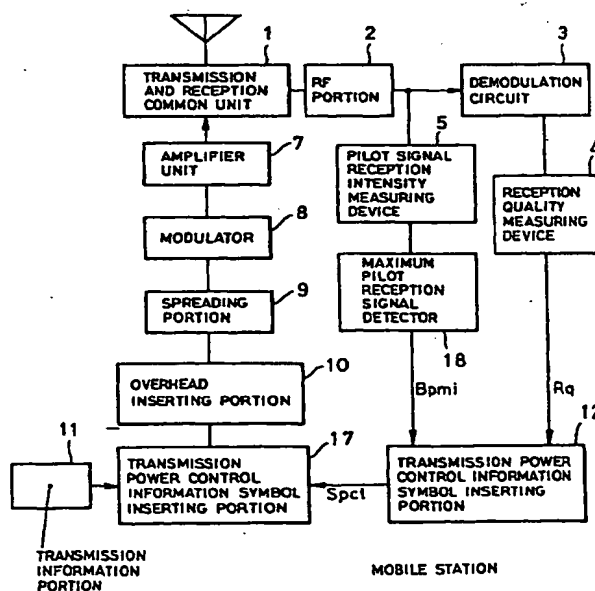 1
2
3
TRANSMISSION
AND RECEPTION
COMMON UNIT
RF
PORTION
DEMODULATION
CIRCUIT
7
AMPLIFIER
UNIT
5
PILOT SIGNAL
RECEPTION
INTENSITY
MEASURING
DEVICE
4
RECEPTION
QUALITY
MEASURING
DEVICE
8
MODULATOR
9
SPREADING
PORTION
MAXIMUM
PILOT
RECEPTION
SIGNAL
DETECTOR
18
10
OVERHEAD
INSERTING PORTION
Bpmi
Rq
11
17
12
TRANSMISSION
POWER CONTROL
INFORMATION SYMBOL
INSERTING PORTION
Spci
TRANSMISSION POWER
CONTROL INFORMATION
SYMBOL INSERTING
PORTION
TRANSMISSION
INFORMATION
PORTION
MOBILE STATION